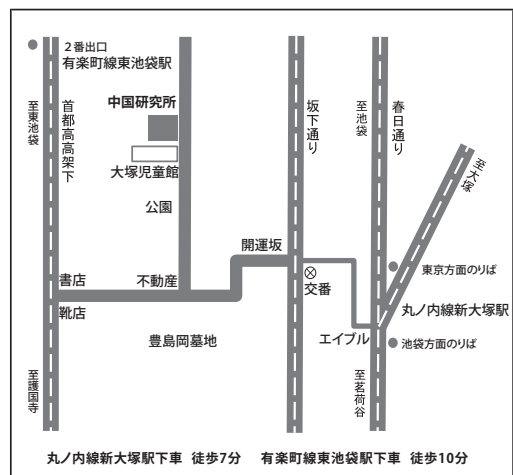 ２番出口
有楽町線東池袋駅
至東池袋
首都高高架下
中国研究所
大塚児童館
公園
坂下通り
至池袋
春日通り
至大塚
開運坂
交番
東京方面のりば
丸ノ内線新大塚駅
書店
不動産
靴店
エイブル
池袋方面のりば
豊島岡墓地
至護国寺
至茗荷谷
丸ノ内線新大塚駅下車 徒歩7分 有楽町線東池袋駅下車 徒歩10分